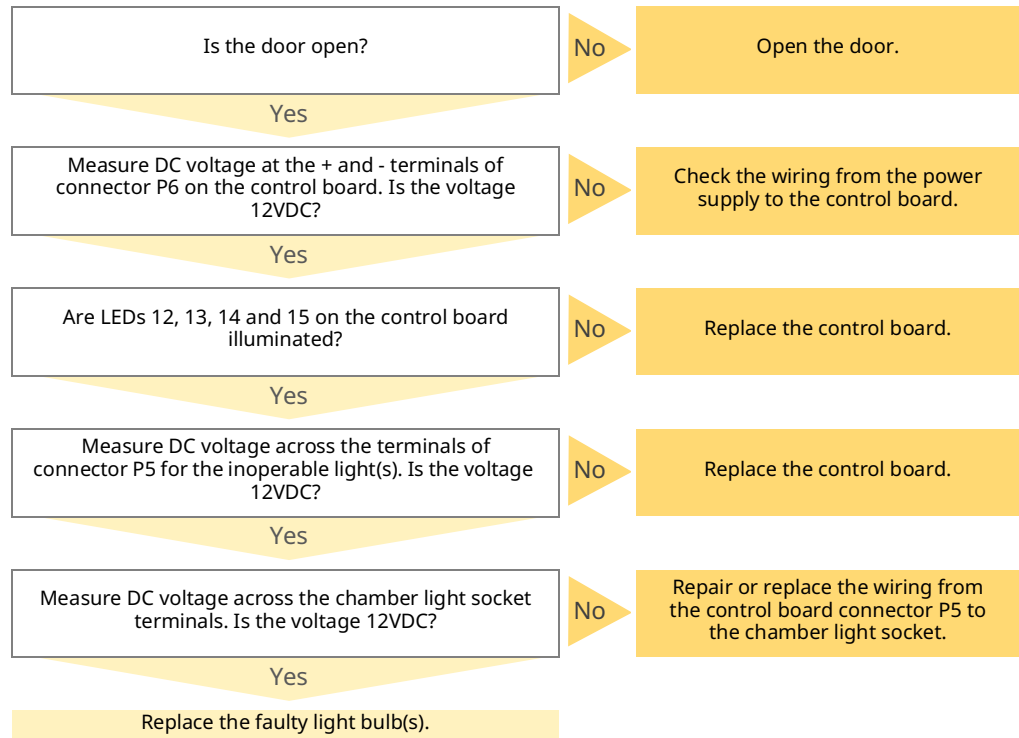 Is the door open?
No
Open the door.
Yes
Measure DC voltage at the + and - terminals of
connector P6 on the control board. Is the voltage
12VDC?
No
Check the wiring from the power
supply to the control board.
Yes
Are LEDs 12, 13, 14 and 15 on the control board
illuminated?
No
Replace the control board.
Yes
Measure DC voltage across the terminals of
connector P5 for the inoperable light(s). Is the voltage
12VDC?
No
Replace the control board.
Yes
Measure DC voltage across the chamber light socket
terminals. Is the voltage 12VDC?
No
Repair or replace the wiring from
the control board connector P5 to
the chamber light socket.
Yes
Replace the faulty light bulb(s).